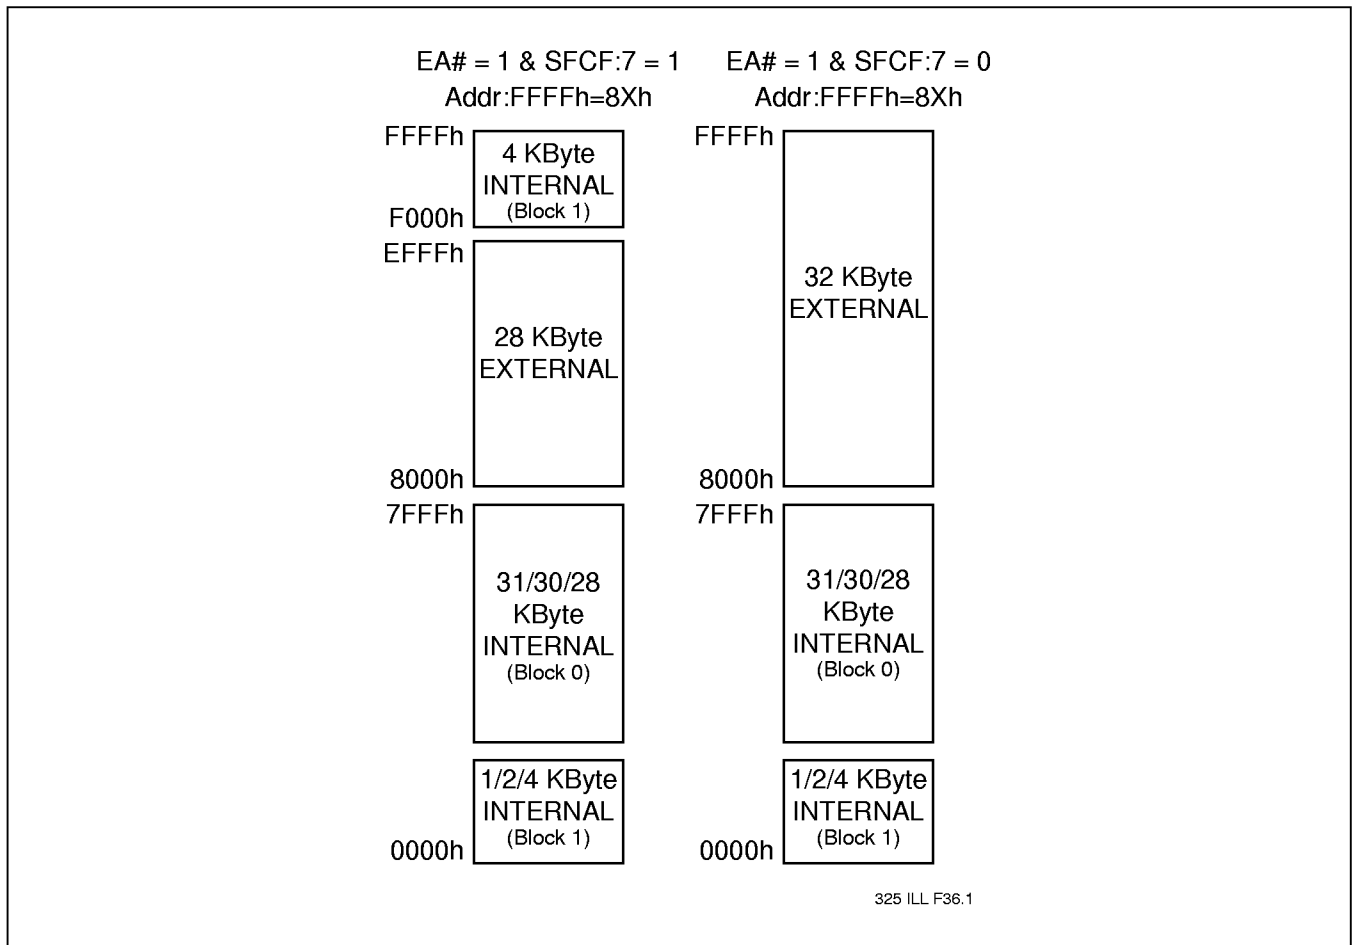 EA# = 1 & SFCF:7 = 1
Addr:FFFFh=8Xh
FFFFh
4 KByte
INTERNAL
(Block 1)
F000h
EFFFh
28 KByte
EXTERNAL
8000h
7FFFh
31/30/28
KByte
INTERNAL
(Block 0)
1/2/4 KByte
INTERNAL
(Block 1)
0000h
EA# = 1 & SFCF:7 = 0
Addr:FFFFh=8Xh
FFFFh
32 KByte
EXTERNAL
8000h
7FFFh
31/30/28
KByte
INTERNAL
(Block 0)
1/2/4 KByte
INTERNAL
(Block 1)
0000h
325 ILL F36.1